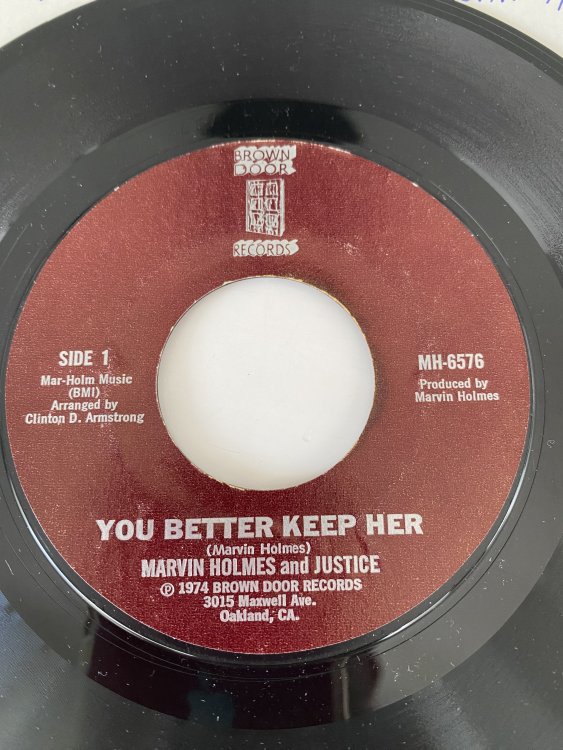 BROWN
DOOR
RECORDS
SIDE 1
Mar-Holm Music
(BMI)
Arranged by
Clinton D. Armstrong
MH-6576
Produced by
Marvin Holmes
YOU BETTER KEEP HER
(Marvin Holmes)
MARVIN HOLMES and JUSTICE
℗ 1974 BROWN DOOR RECORDS
3015 Maxwell Ave.
Oakland, CA.